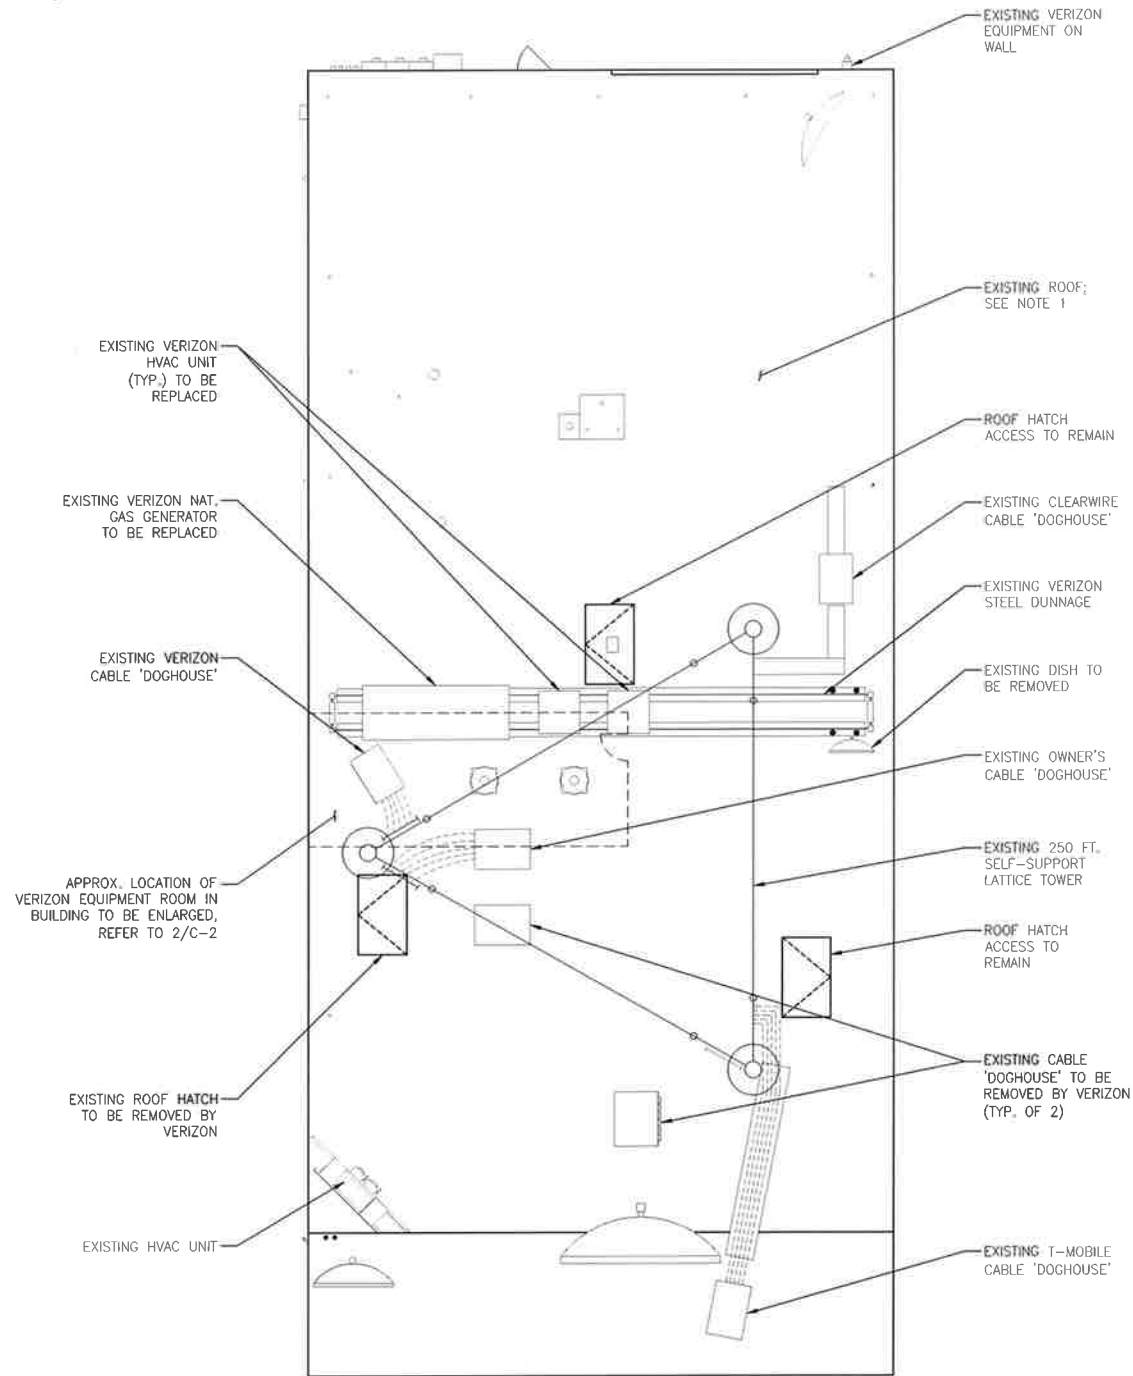 EXISTING VERIZON
EQUIPMENT ON
WALL
EXISTING ROOF;
SEE NOTE 1
EXISTING VERIZON
HVAC UNIT
(TYP.) TO BE
REPLACED
ROOF HATCH
ACCESS TO REMAIN
EXISTING VERIZON NAT.
GAS GENERATOR
TO BE REPLACED
EXISTING CLEARWIRE
CABLE 'DOGHOUSE'
EXISTING VERIZON
STEEL DUNNAGE
EXISTING VERIZON
CABLE 'DOGHOUSE'
EXISTING DISH TO
BE REMOVED
EXISTING OWNER'S
CABLE 'DOGHOUSE'
EXISTING 250 FT.
SELF-SUPPORT
LATTICE TOWER
APPROX. LOCATION OF
VERIZON EQUIPMENT ROOM IN
BUILDING TO BE ENLARGED,
REFER TO 2/C-2
ROOF HATCH
ACCESS TO
REMAIN
EXISTING CABLE
'DOGHOUSE' TO BE
REMOVED BY VERIZON
(TYP. OF 2)
EXISTING ROOF HATCH
TO BE REMOVED BY
VERIZON
EXISTING HVAC UNIT
EXISTING T-MOBILE
CABLE 'DOGHOUSE'